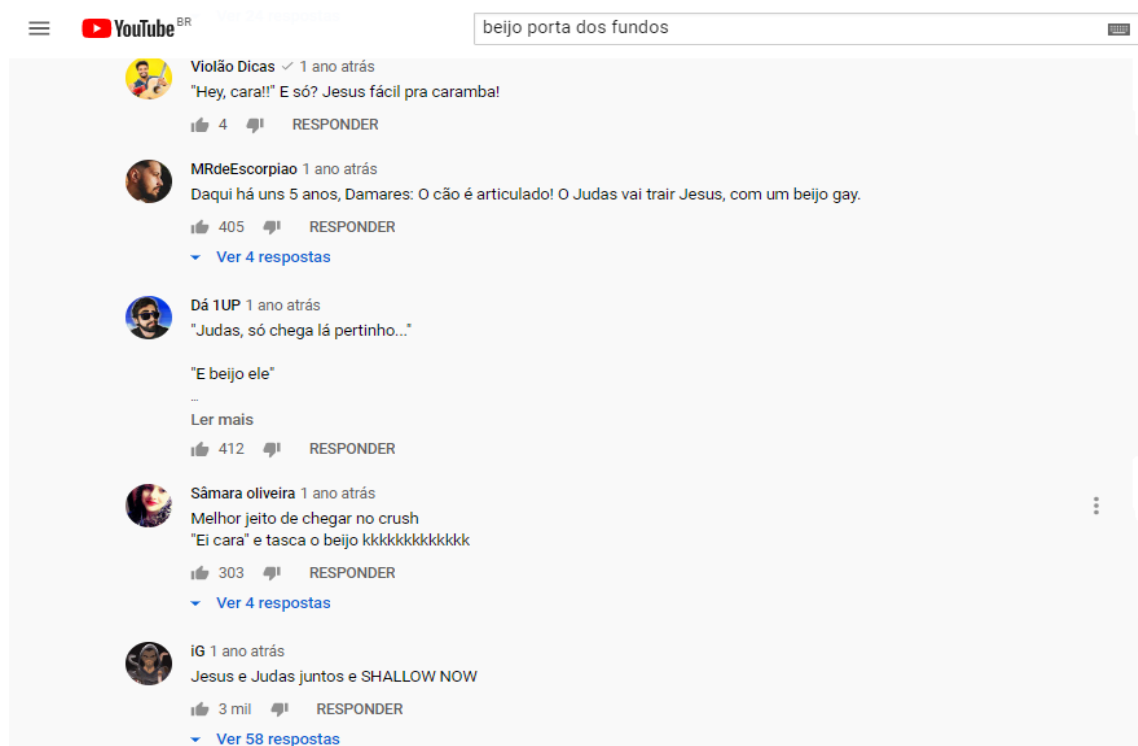 YouTube BR
beijo porta dos fundos
Violão Dicas 1 ano atrás
"Hey, cara!!" E só? Jesus fácil pra caramba!
4 RESPONDER
MRdeEscorpiao 1 ano atrás
Daqui há uns 5 anos, Damares: O cão é articulado! O Judas vai trair Jesus, com um beijo gay.
405 RESPONDER
Ver 4 respostas
Dá 1UP 1 ano atrás
"Judas, só chega lá pertinho..."
"E beijo ele"
...
Ler mais
412 RESPONDER
Sâmara oliveira 1 ano atrás
Melhor jeito de chegar no crush
"Ei cara" e tasca o beijo kkkkkkkkkkkkk
303 RESPONDER
Ver 4 respostas
iG 1 ano atrás
Jesus e Judas juntos e SHALLOW NOW
3 mil RESPONDER
Ver 58 respostas